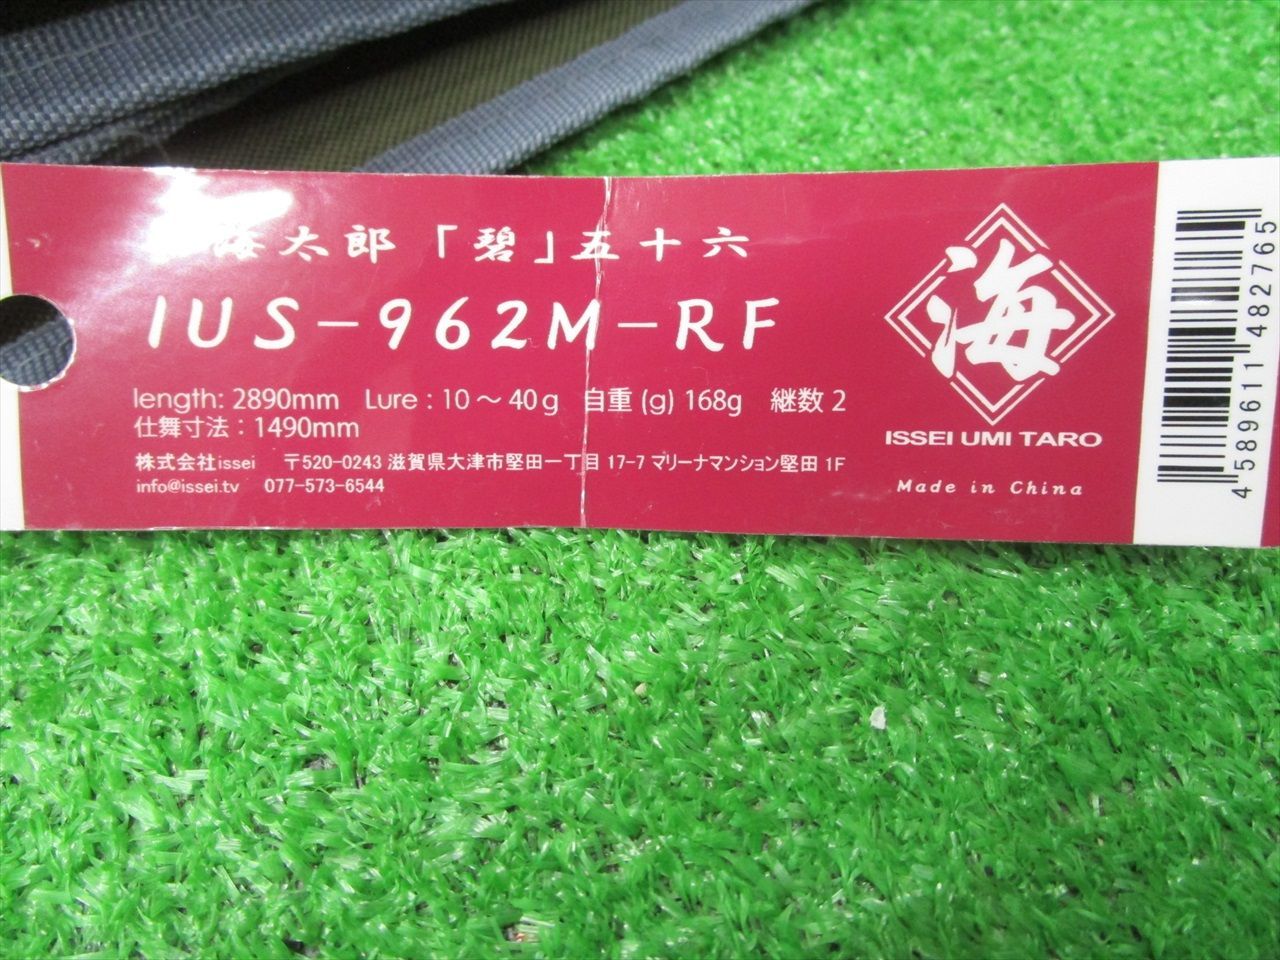 海太郎「碧」五十六
IUS-962M-RF
length: 2890mm Lure : 10～40g 自重 (g) 168g 継数 2
仕舞寸法：1490mm
株式会社issei 〒520-0243 滋賀県大津市堅田一丁目 17-7 マリーナマンション堅田 1F
info@issei.tv 077-573-6544
海
ISSEI UMI TARO
Made in China
4589611482765